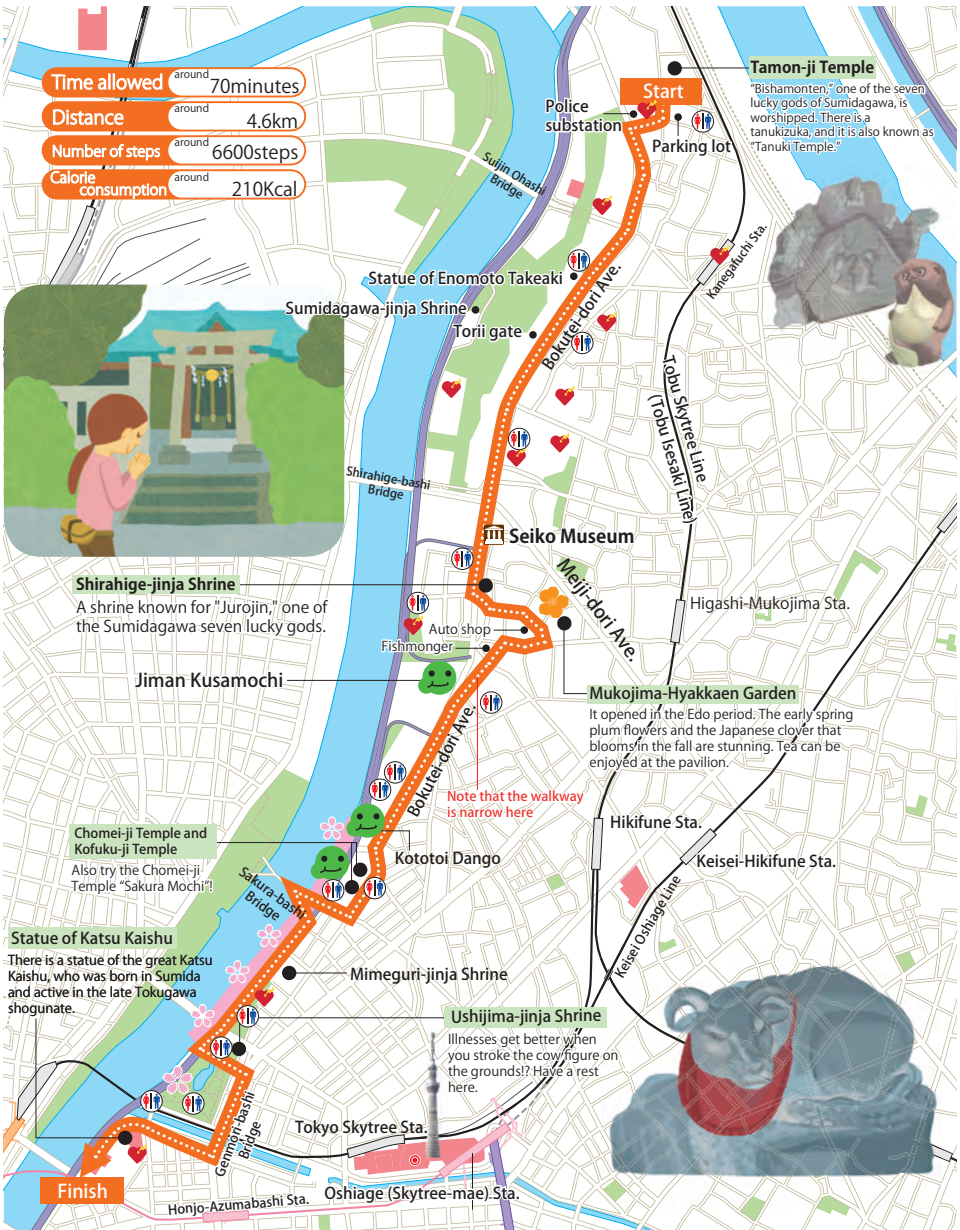 Time allowed around 70minutes
Distance around 4.6km
Number of steps around 6600steps
Calorie
consumption around 210Kcal
Start
Tamon-ji Temple
"Bishamonten," one of the seven
lucky gods of Sumidagawa, is
worshipped. There is a
tanukizuka, and it is also known as
"Tanuki Temple."
Police
substation
Parking lot
Suijin Ohashi
Bridge
Kanegafuchi Sta.
Statue of Enomoto Takeaki
Sumidagawa-jinja Shrine
Torii gate
Bokutei-dori Ave.
Tobu Skytree Line
(Tobu Isesaki Line)
Shirahige-bashi
Bridge
Seiko Museum
Meiji-dori Ave.
Shirahige-jinja Shrine
A shrine known for "Jurojin," one of
the Sumidagawa seven lucky gods.
Higashi-Mukojima Sta.
Auto shop
Fishmonger
Jiman Kusamochi
Mukojima-Hyakkaen Garden
It opened in the Edo period. The early spring
plum flowers and the Japanese clover that
blooms in the fall are stunning. Tea can be
enjoyed at the pavilion.
Bokutei-dori Ave.
Note that the walkway
is narrow here
Hikifune Sta.
Chomei-ji Temple and
Kofuku-ji Temple
Also try the Chomei-ji
Temple "Sakura Mochi"!
Kototoi Dango
Keisei-Hikifune Sta.
Sakura-bashi
Bridge
Keisei Oshiage Line
Statue of Katsu Kaishu
There is a statue of the great Katsu
Kaishu, who was born in Sumida
and active in the late Tokugawa
shogunate.
Mimeguri-jinja Shrine
Ushijima-jinja Shrine
Illnesses get better when
you stroke the cow figure on
the grounds!? Have a rest
here.
Genmori-bashi
Bridge
Tokyo Skytree Sta.
Finish
Honjo-Azumabashi Sta.
Oshiage (Skytree-mae) Sta.